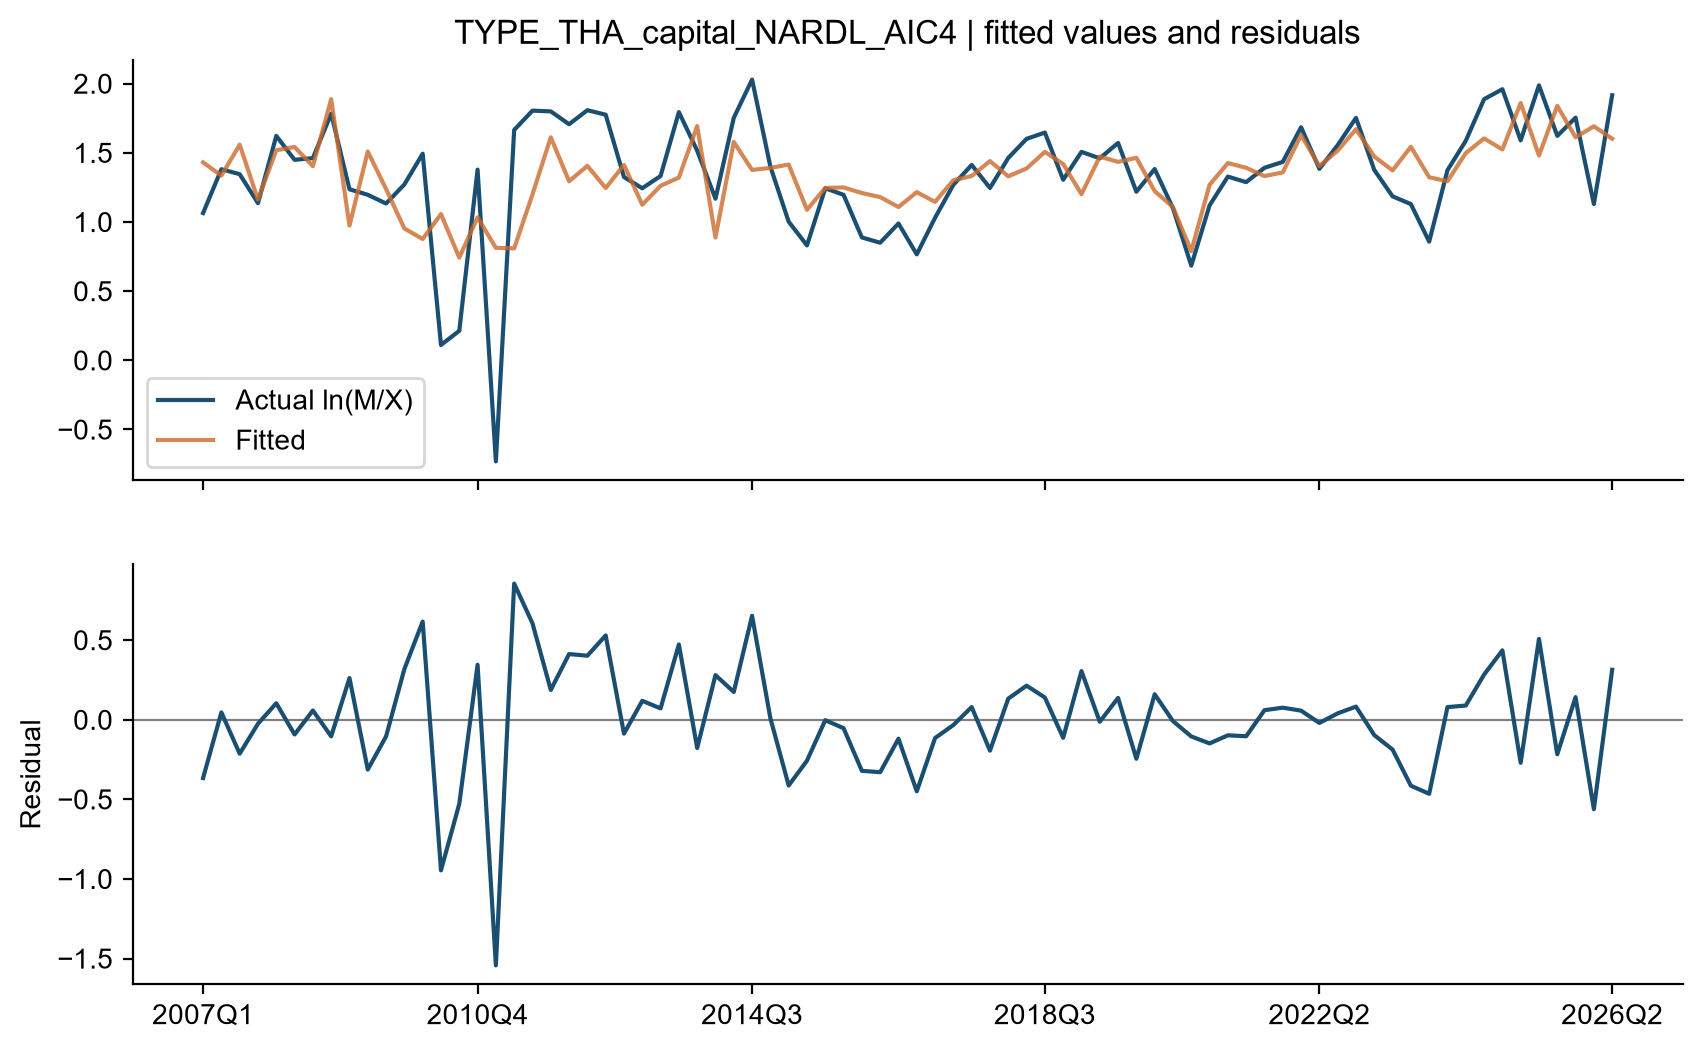 TYPE_THA_capital_NARDL_AIC4 | fitted values and residuals
2.0
1.5
1.0
0.5
0.0
−0.5
Actual ln(M/X)
Fitted
Residual
0.5
0.0
−0.5
−1.0
−1.5
2007Q1
2010Q4
2014Q3
2018Q3
2022Q2
2026Q2